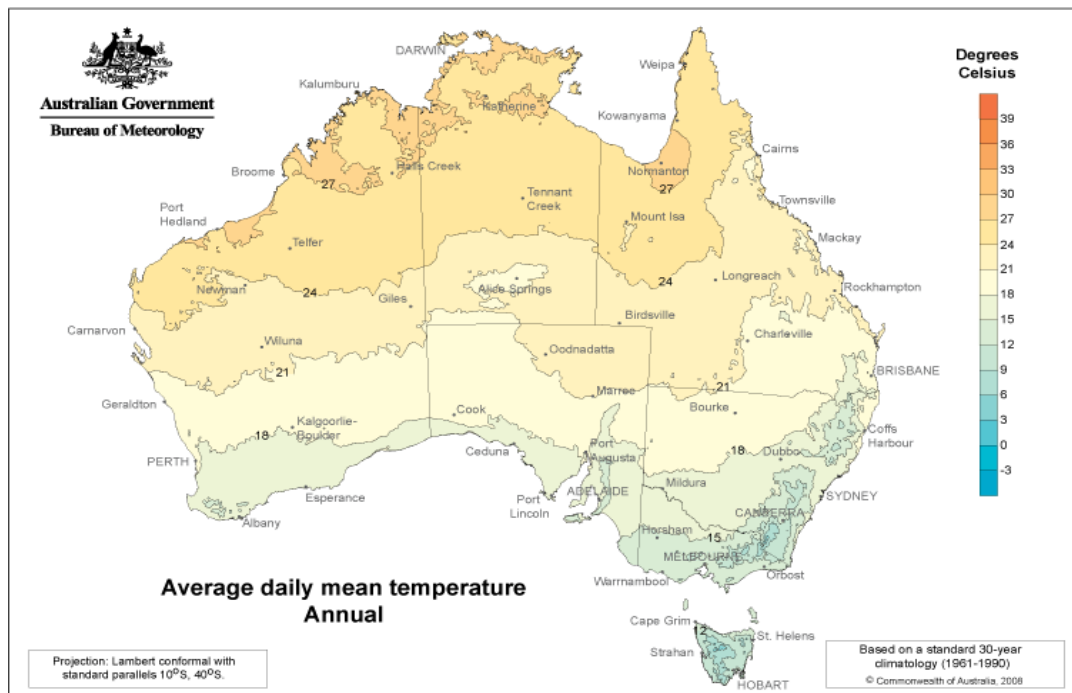 Australian Government
Bureau of Meteorology
Degrees
Celsius
39
36
33
30
27
24
21
18
15
12
9
6
3
0
-3
DARWIN
Weipa
Kalumburu
Katherine
Kowanyama
Cairns
Halls Creek
Broome
Normanton
27
27
Port
Hedland
Tennant
Creek
Townsville
Mount Isa
Mackay
Telfer
24
24
Longreach
Newman
Alice Springs
Rockhampton
Giles
Carnarvon
Birdsville
Wiluna
Charleville
Oodnadatta
21
21
BRISBANE
Marree
Geraldton
Bourke
Cook
Kalgoorlie-
Boulder
18
18
Coffs
Harbour
Dubbo
PERTH
Ceduna
Port
Augusta
Mildura
SYDNEY
Esperance
Port
Lincoln
ADELAIDE
CANBERRA
Albany
Horsham
15
MELBOURNE
Orbost
Warrnambool
Average daily mean temperature
Annual
Cape Grim
12
St. Helens
Strahan
HOBART
Projection: Lambert conformal with
standard parallels 10°S, 40°S.
Based on a standard 30-year
climatology (1961-1990)
© Commonwealth of Australia, 2008